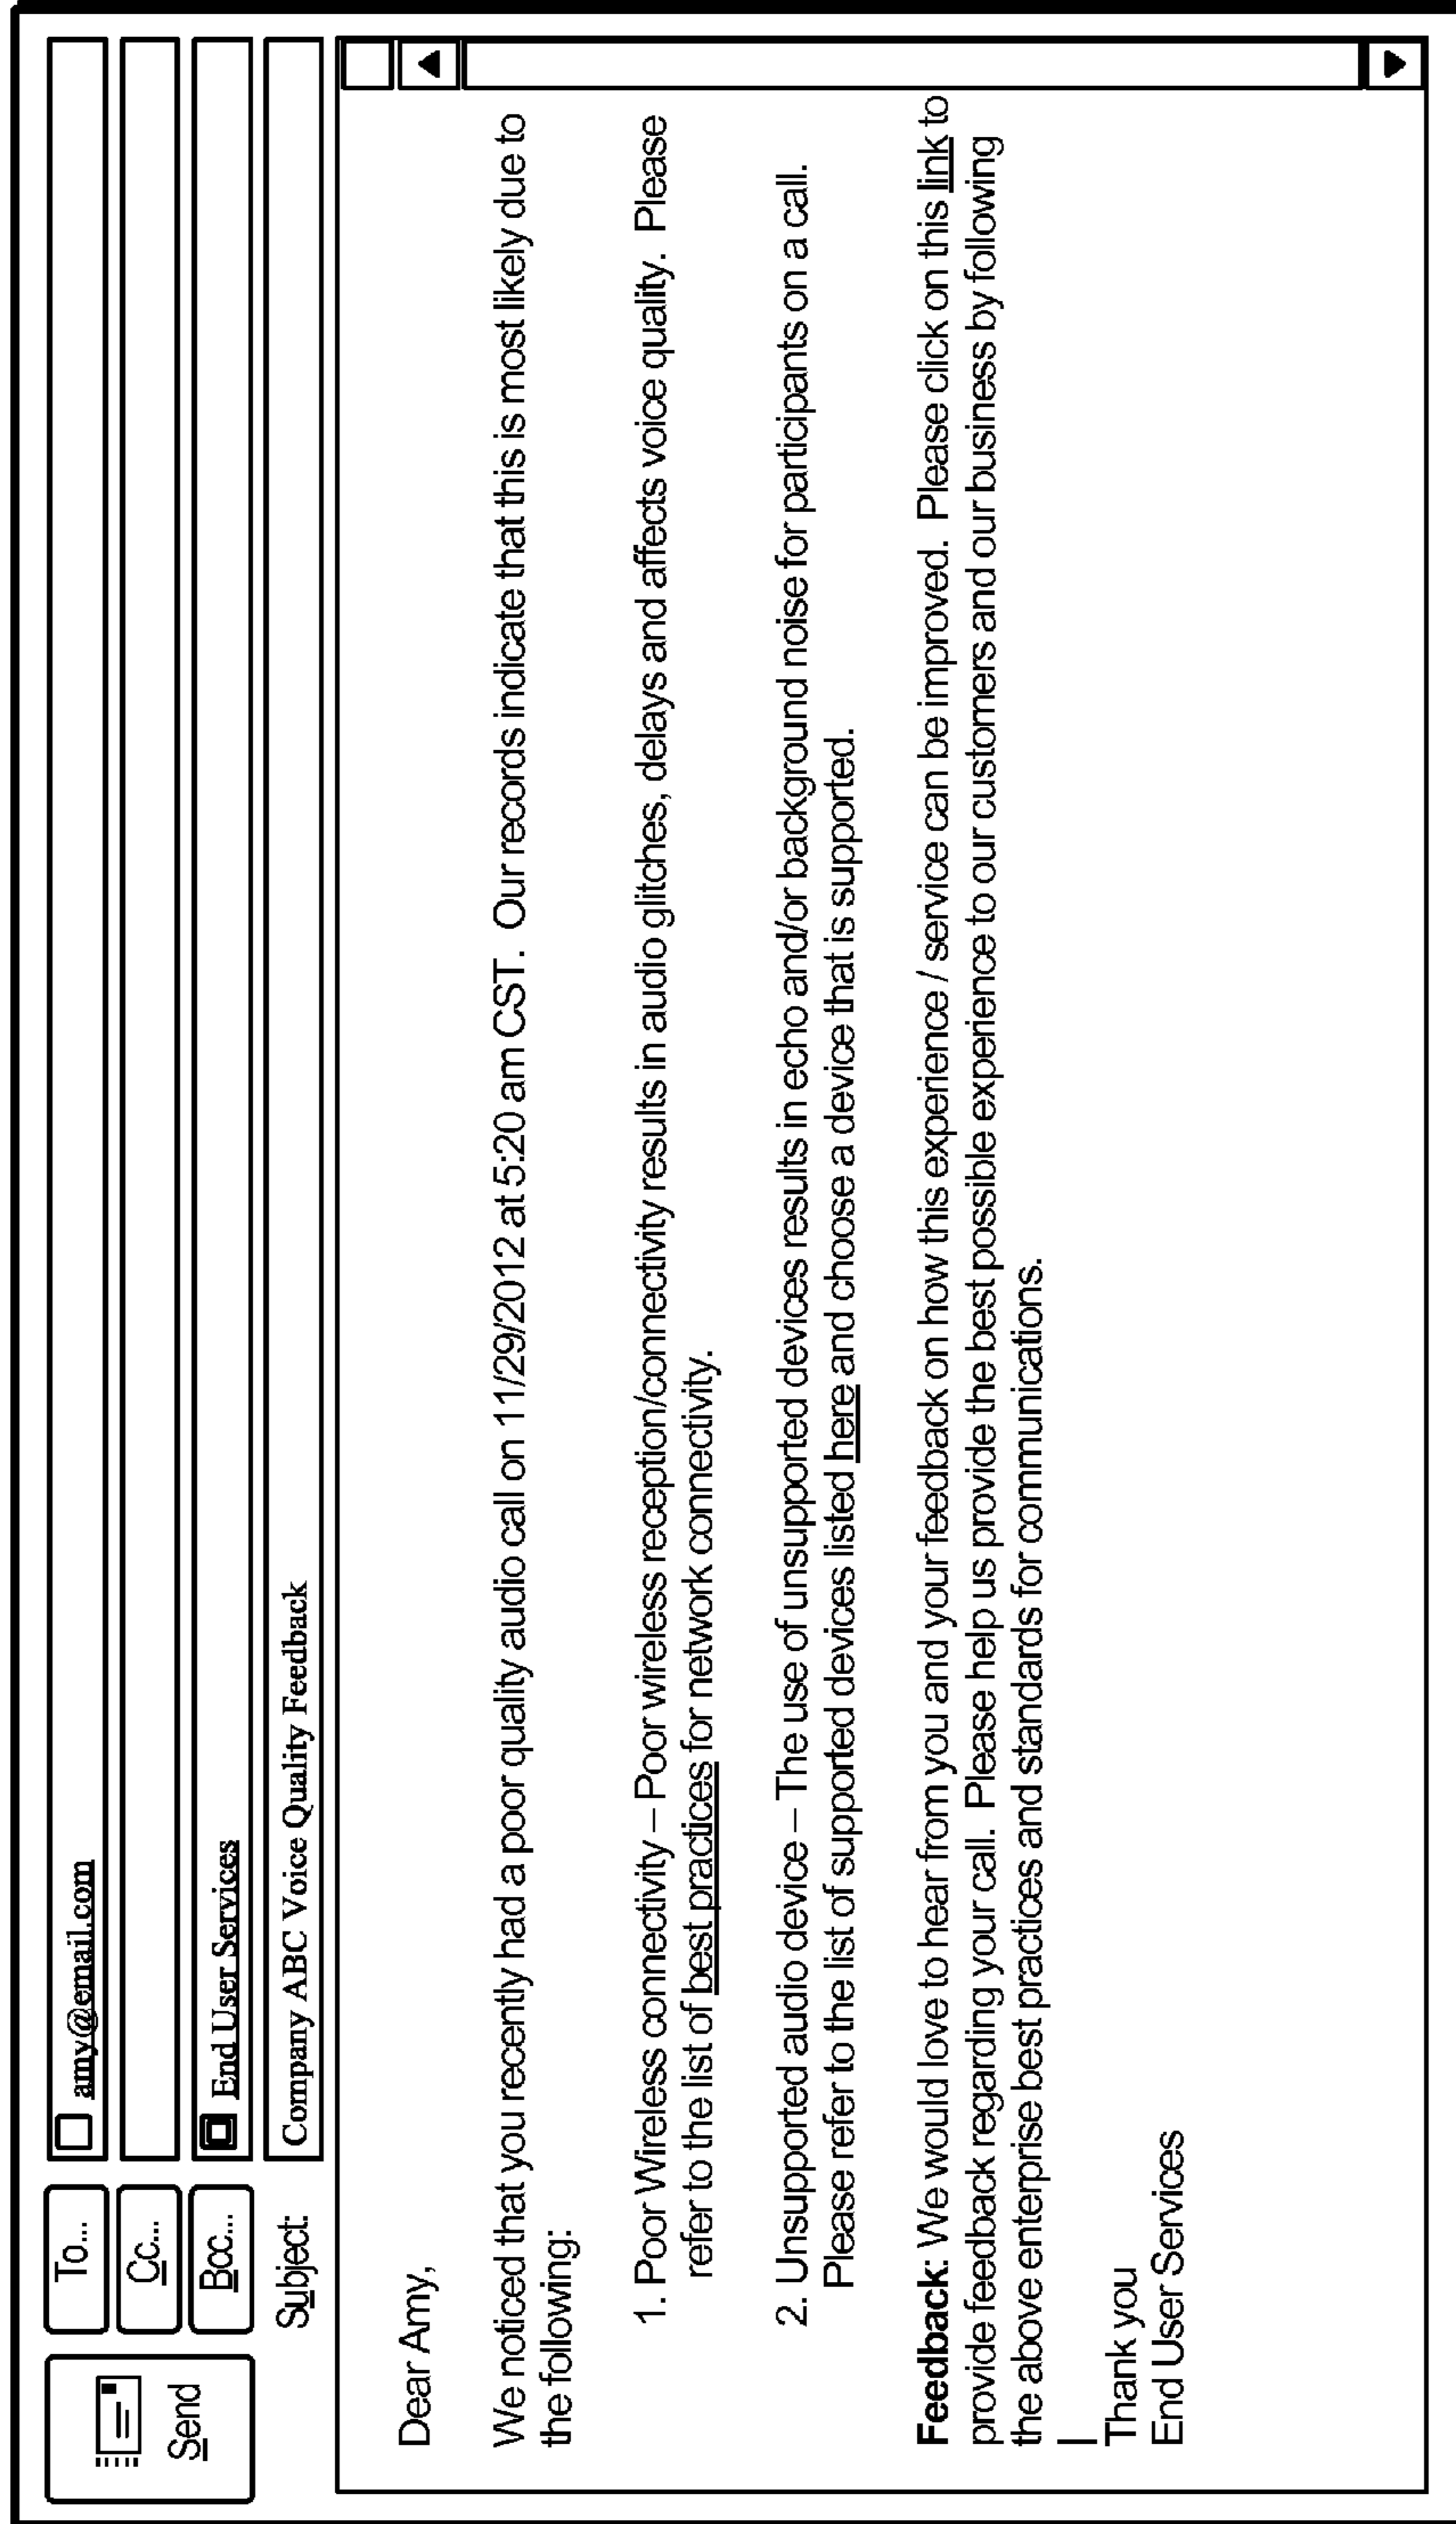 Send
To...
amy@email.com
Cc...
Bcc...
End User Services
Subject:
Company ABC Voice Quality Feedback
Dear Amy,
We noticed that you recently had a poor quality audio call on 11/29/2012 at 5:20 am CST. Our records indicate that this is most likely due to
the following:
1. Poor Wireless connectivity – Poor wireless reception/connectivity results in audio glitches, delays and affects voice quality. Please
refer to the list of best practices for network connectivity.
2. Unsupported audio device – The use of unsupported devices results in echo and/or background noise for participants on a call.
Please refer to the list of supported devices listed here and choose a device that is supported.
Feedback: We would love to hear from you and your feedback on how this experience / service can be improved. Please click on this link to
provide feedback regarding your call. Please help us provide the best possible experience to our customers and our business by following
the above enterprise best practices and standards for communications.
Thank you
End User Services